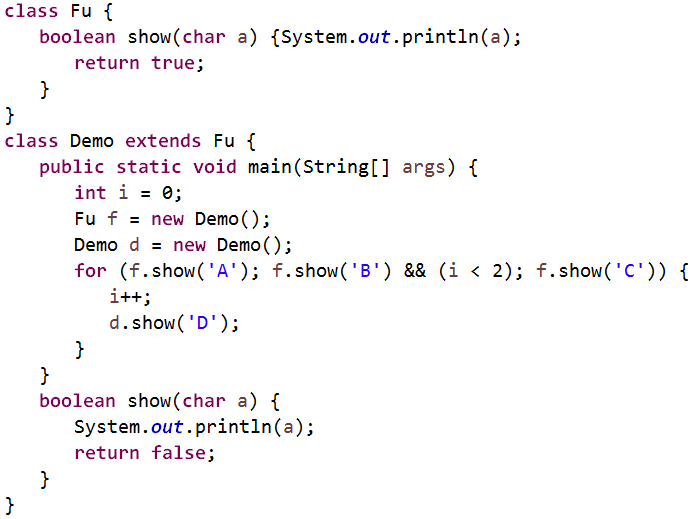 class Fu {
   boolean show(char a) {System.out.println(a);
      return true;
   }
}
class Demo extends Fu {
   public static void main(String[] args) {
      int i = 0;
      Fu f = new Demo();
      Demo d = new Demo();
      for (f.show('A'); f.show('B') && (i < 2); f.show('C')) {
         i++;
         d.show('D');
      }
   }
   boolean show(char a) {
      System.out.println(a);
      return false;
   }
}